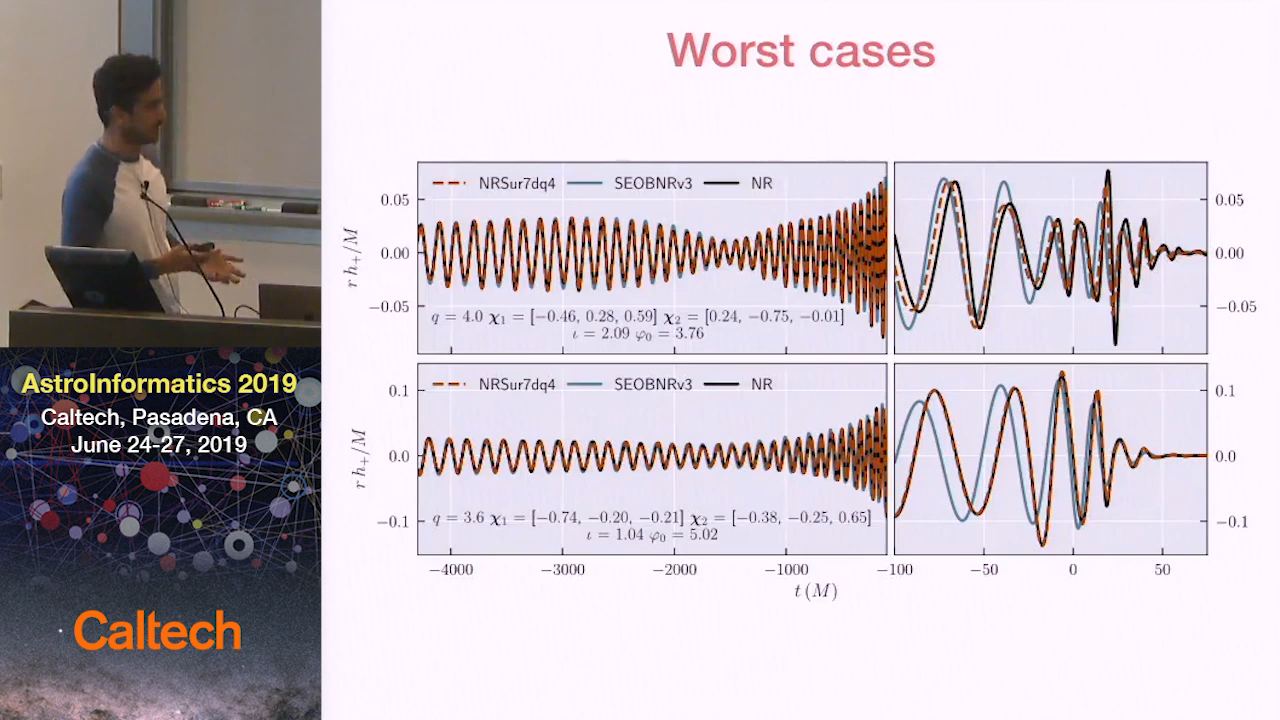 Worst cases
NRSur7dq4 SEOBNRv3 NR
0.05
0.00
−0.05
r h₊/M
q = 4.0 χ₁ = [−0.46, 0.28, 0.59] χ₂ = [0.24, −0.75, −0.01]
ι = 2.09 φ₀ = 3.76
0.05
0.00
−0.05
NRSur7dq4 SEOBNRv3 NR
0.1
0.0
−0.1
r h₊/M
q = 3.6 χ₁ = [−0.74, −0.20, −0.21] χ₂ = [−0.38, −0.25, 0.65]
ι = 1.04 φ₀ = 5.02
0.1
0.0
−0.1
−4000 −3000 −2000 −1000 −100 −50 0 50
t (M)
AstroInformatics 2019
Caltech, Pasadena, CA
June 24-27, 2019
Caltech